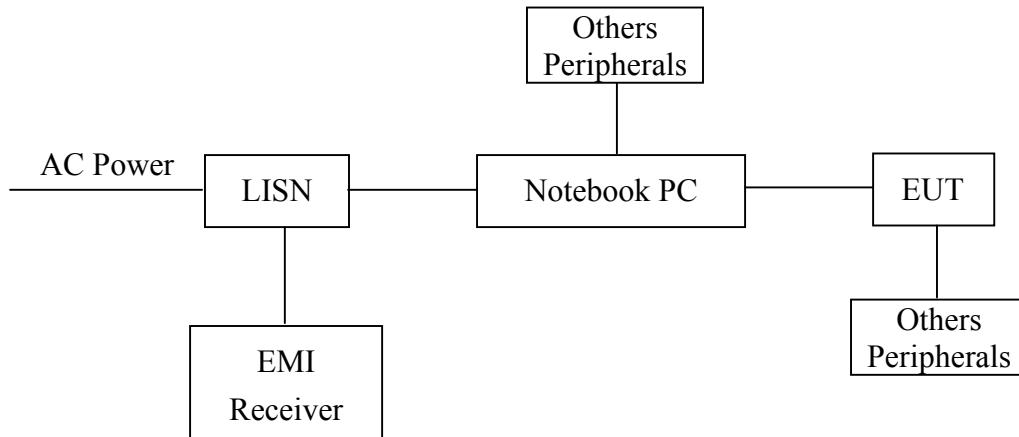 Others
Peripherals
AC Power
LISN
Notebook PC
EUT
Others
Peripherals
EMI
Receiver